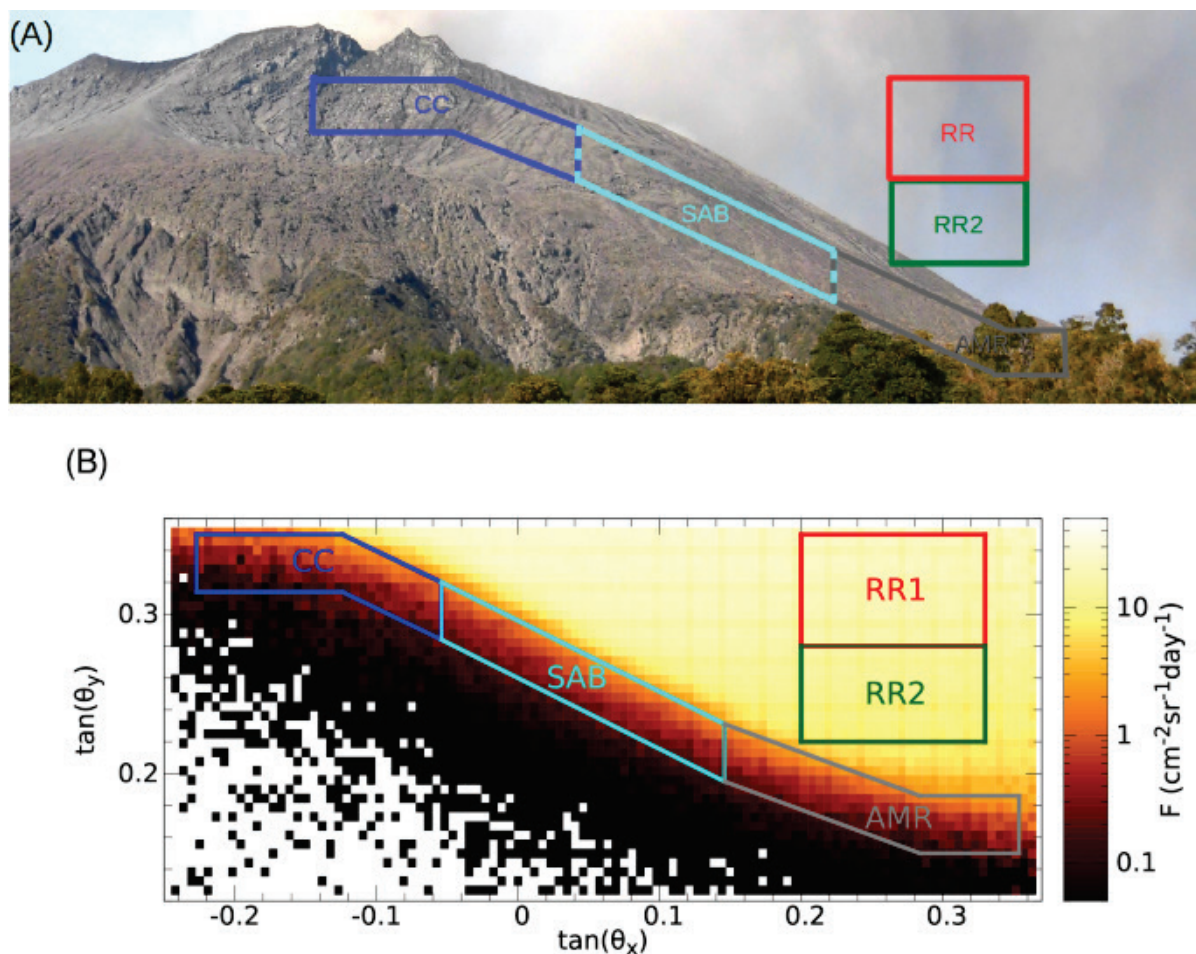 (A)
CC
RR
SAB
RR2
AMR
(B)
CC
RR1
SAB
RR2
AMR
0.3
0.2
tan(θy)
-0.2 -0.1 0 0.1 0.2 0.3
tan(θx)
10
1
0.1
F (cm⁻²sr⁻¹day⁻¹)